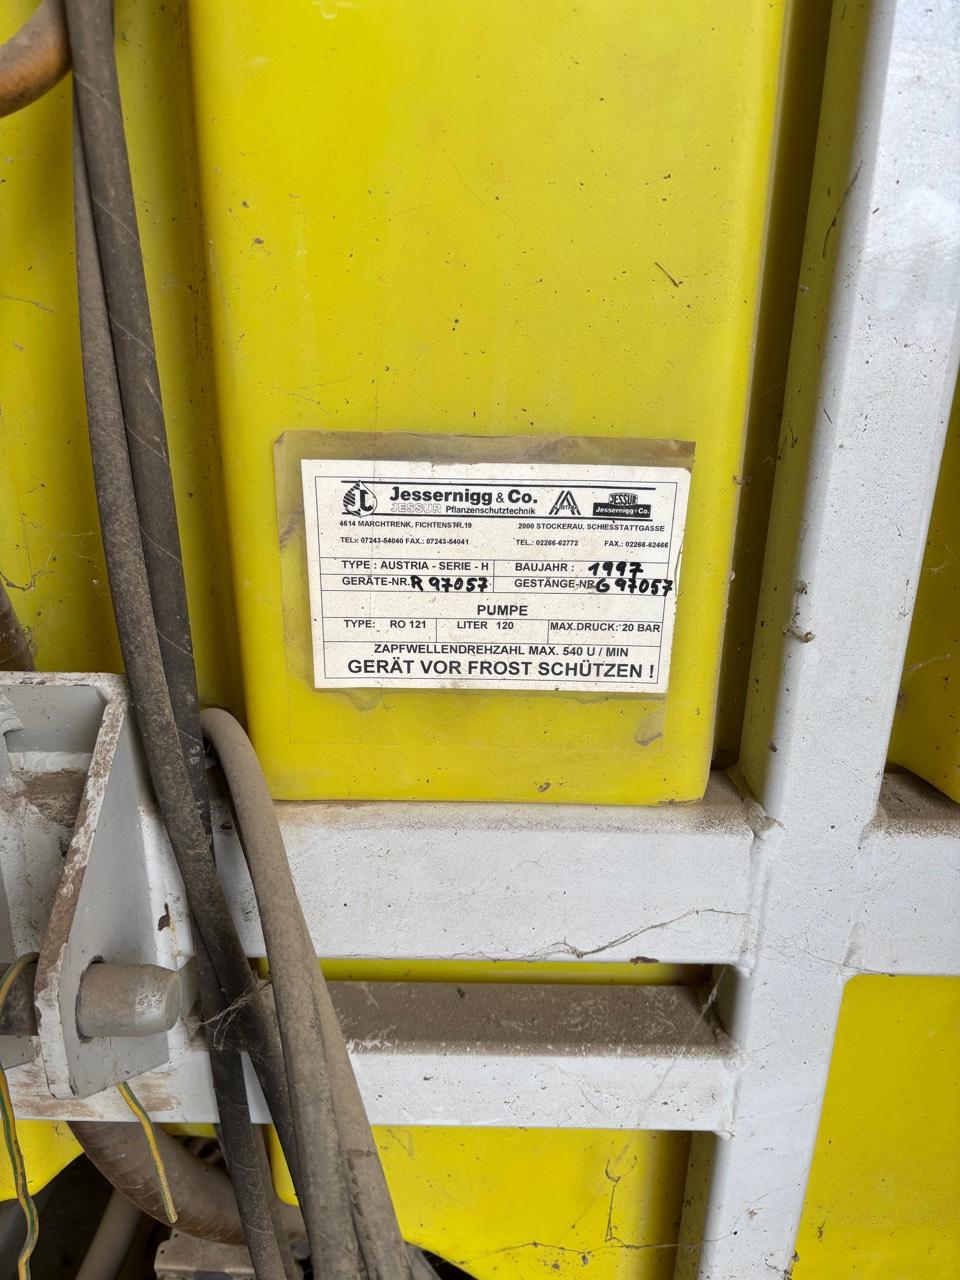 Jessernigg & Co.
JESSUR Pflanzenschutztechnik
JESSUR
Jessernigg & Co.
4614 MARCHTRENK, FICHTENSTR.19 2000 STOCKERAU, SCHIESSTATTGASSE
TEL: 07243-54040 FAX.: 07243-54041 TEL.: 02266-62772 FAX.: 02266-62466
TYPE : AUSTRIA - SERIE - H BAUJAHR : 1997
GERÄTE-NR. R 97057 GESTÄNGE-NR. G 97057
PUMPE
TYPE: RO 121 LITER 120 MAX.DRUCK: 20 BAR
ZAPFWELLENDREHZAHL MAX. 540 U / MIN
GERÄT VOR FROST SCHÜTZEN !